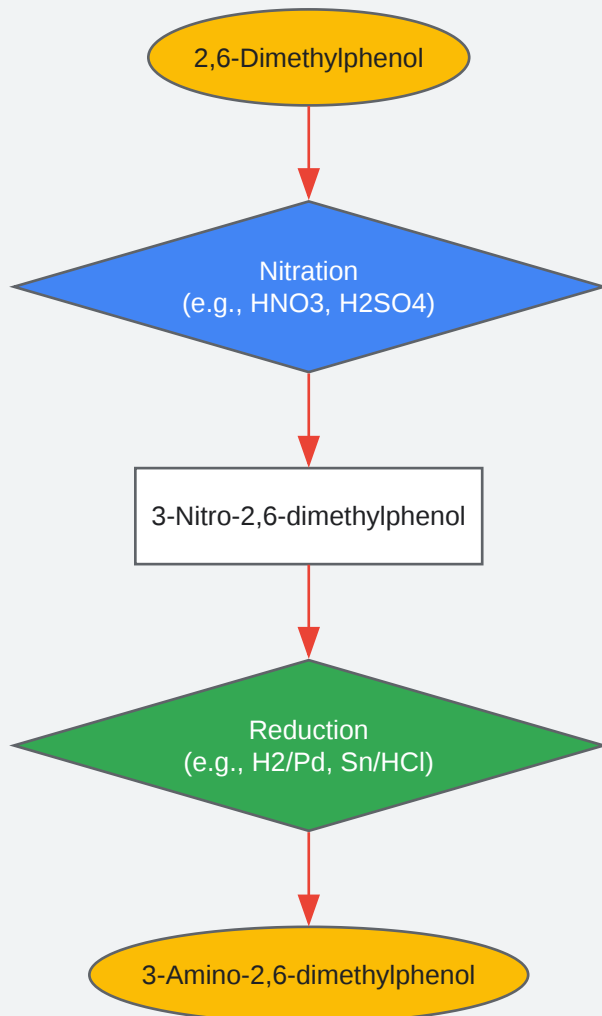 2,6-Dimethylphenol
Nitration
(e.g., HNO3, H2SO4)
3-Nitro-2,6-dimethylphenol
Reduction
(e.g., H2/Pd, Sn/HCl)
3-Amino-2,6-dimethylphenol